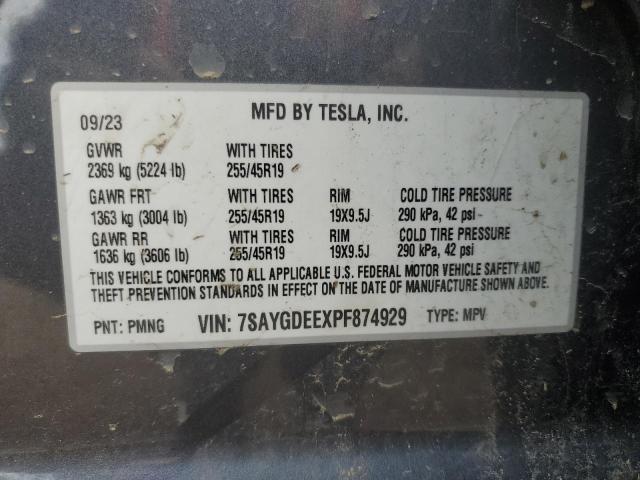 MFD BY TESLA, INC.
09/23
GVWR WITH TIRES
2369 kg (5224 lb) 255/45R19
GAWR FRT WITH TIRES RIM COLD TIRE PRESSURE
1363 kg (3004 lb) 255/45R19 19X9.5J 290 kPa, 42 psi
GAWR RR WITH TIRES RIM COLD TIRE PRESSURE
1636 kg (3606 lb) 255/45R19 19X9.5J 290 kPa, 42 psi
THIS VEHICLE CONFORMS TO ALL APPLICABLE U.S. FEDERAL MOTOR VEHICLE SAFETY AND
THEFT PREVENTION STANDARDS IN EFFECT ON THE DATE OF MANUFACTURE SHOWN ABOVE.
PNT: PMNG VIN: 7SAYGDEEXPF874929 TYPE: MPV